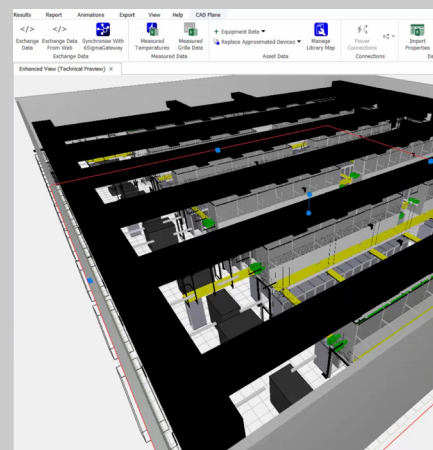 Results Report Animations Export View Help CAD Plane
Exchange Data
Exchange Data From Web
Synchronise With 6SigmaGateway
Measured Temperatures
Measured Grille Data
Equipment Data
Replace Approximated Devices
Manage Library Map
Power Connections
Import Properties
Exchange Data Measured Data Asset Data Connections
Enhanced View (Technical Preview) ×